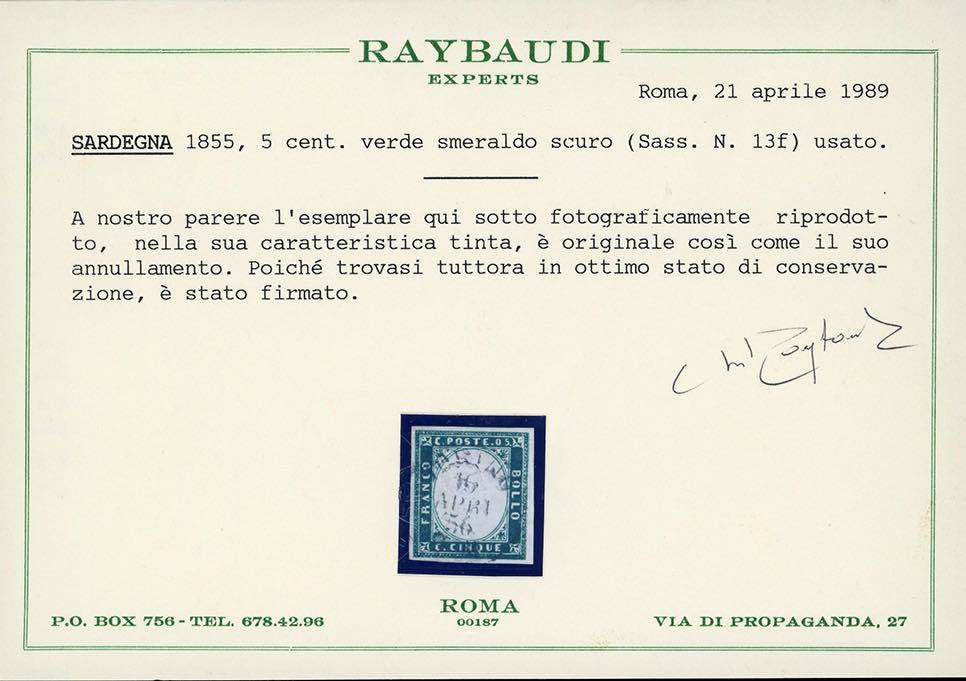 RAYBAUDI
EXPERTS
Roma, 21 aprile 1989
SARDEGNA 1855, 5 cent. verde smeraldo scuro (Sass. N. 13f) usato.
A nostro parere l'esemplare qui sotto fotograficamente riprodot-
to, nella sua caratteristica tinta, è originale così come il suo
annullamento. Poiché trovasi tuttora in ottimo stato di conserva-
zione, è stato firmato.
C. POSTE. 05
FRANCO
BOLLO
16
APRI
56
C. CINQUE
ROMA
00187
P.O. BOX 756 - TEL. 678.42.96
VIA DI PROPAGANDA, 27